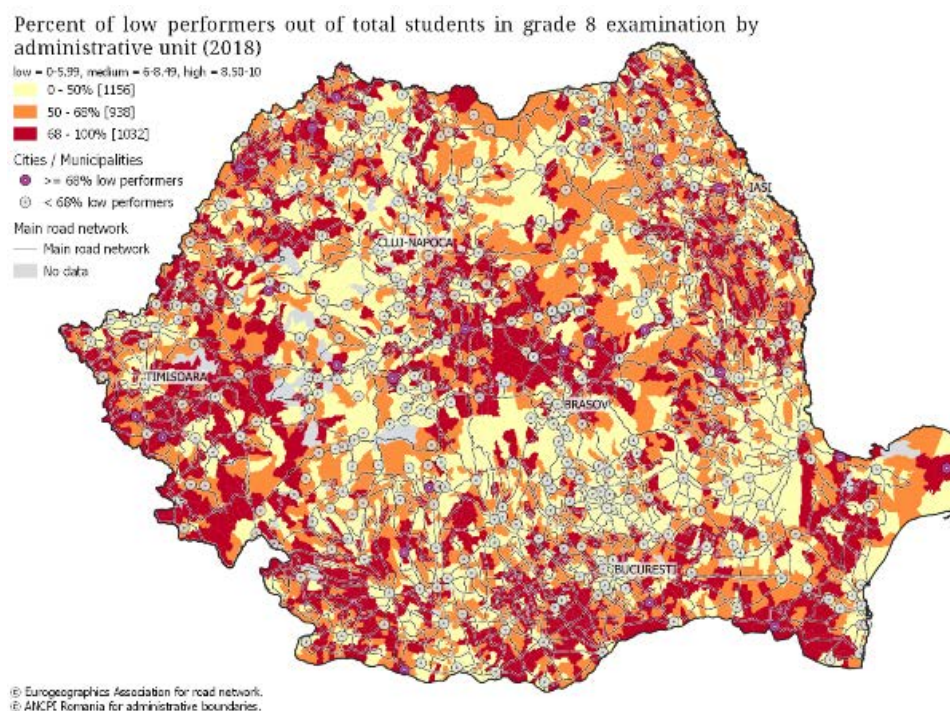 Percent of low performers out of total students in grade 8 examination by
administrative unit (2018)
low = 0-5.99, medium = 6-8.49, high = 8.50-10
0 - 50% [1156]
50 - 68% [938]
68 - 100% [1032]
Cities / Municipalities
>= 68% low performers
< 68% low performers
Main road network
Main road network
No data
IASI
CLUJ-NAPOCA
TIMISOARA
BRASOV
BUCURESTI
© Eurogeographics Association for road network.
© ANCPI Romania for administrative boundaries.